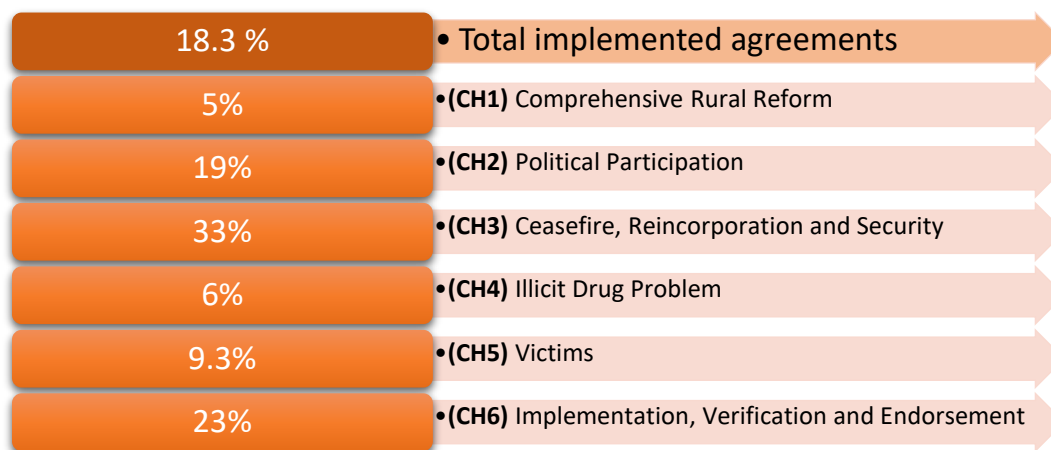 18.3 % • Total implemented agreements
5% •(CH1) Comprehensive Rural Reform
19% •(CH2) Political Participation
33% •(CH3) Ceasefire, Reincorporation and Security
6% •(CH4) Illicit Drug Problem
9.3% •(CH5) Victims
23% •(CH6) Implementation, Verification and Endorsement